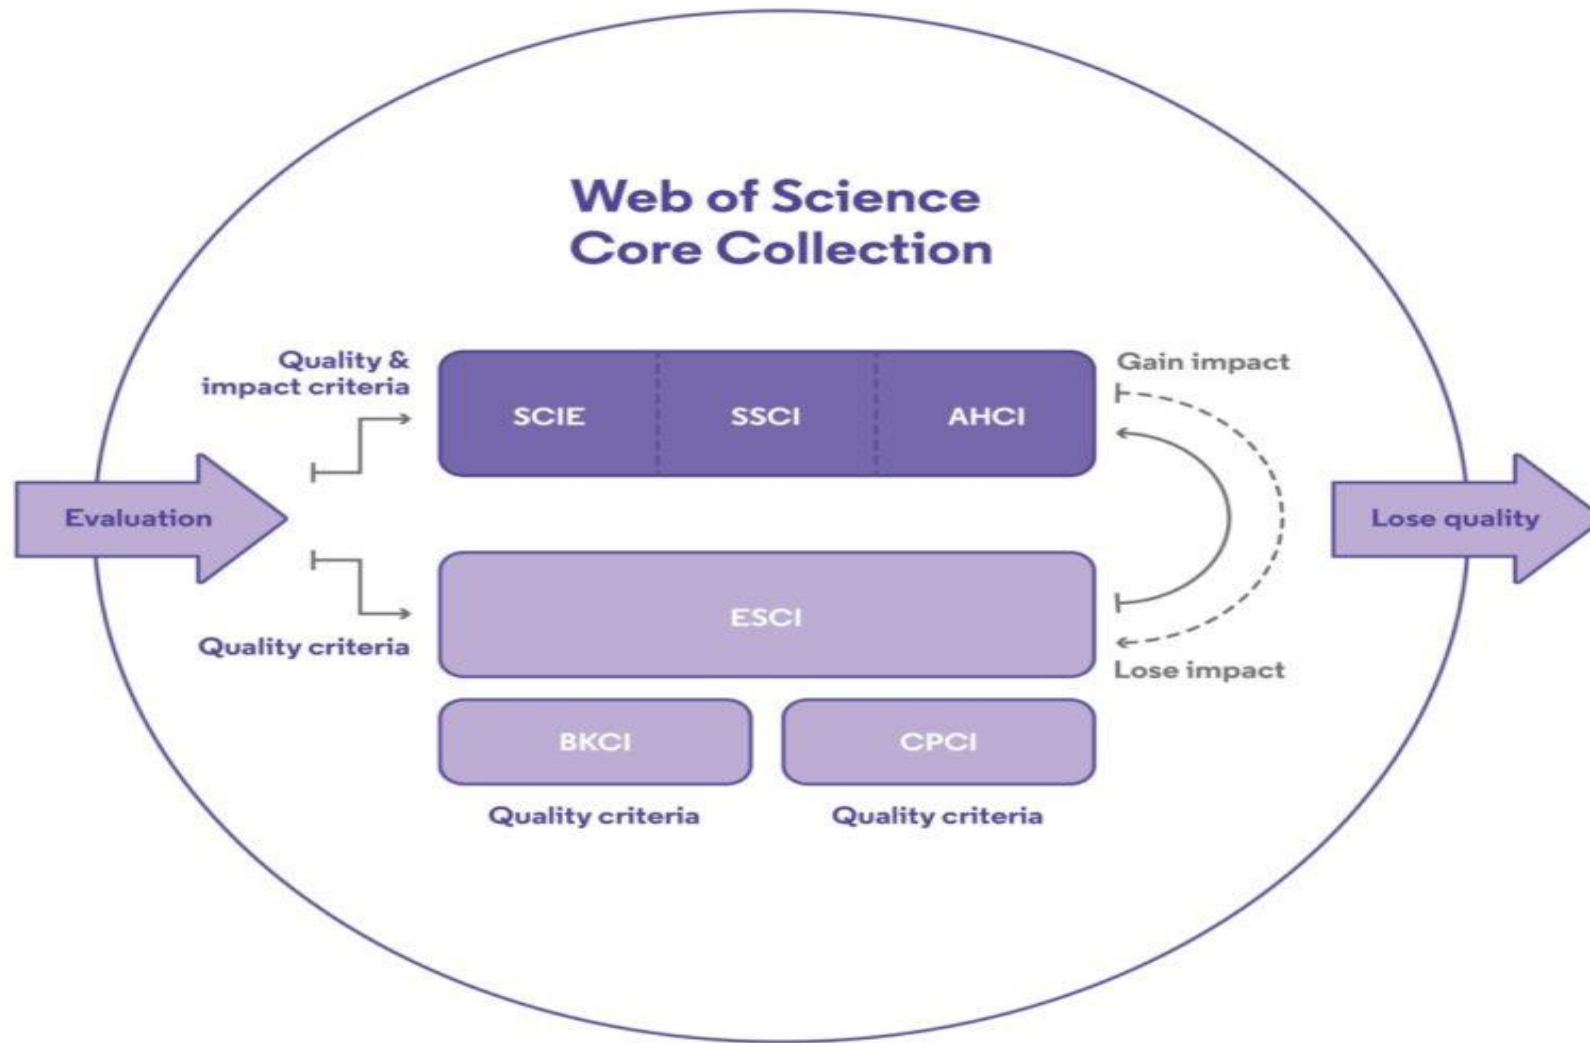 Web of Science
Core Collection
Quality &
impact criteria
SCIE
SSCI
AHCI
Gain impact
Evaluation
Lose quality
Quality criteria
ESCI
Lose impact
BKCI
CPCI
Quality criteria
Quality criteria